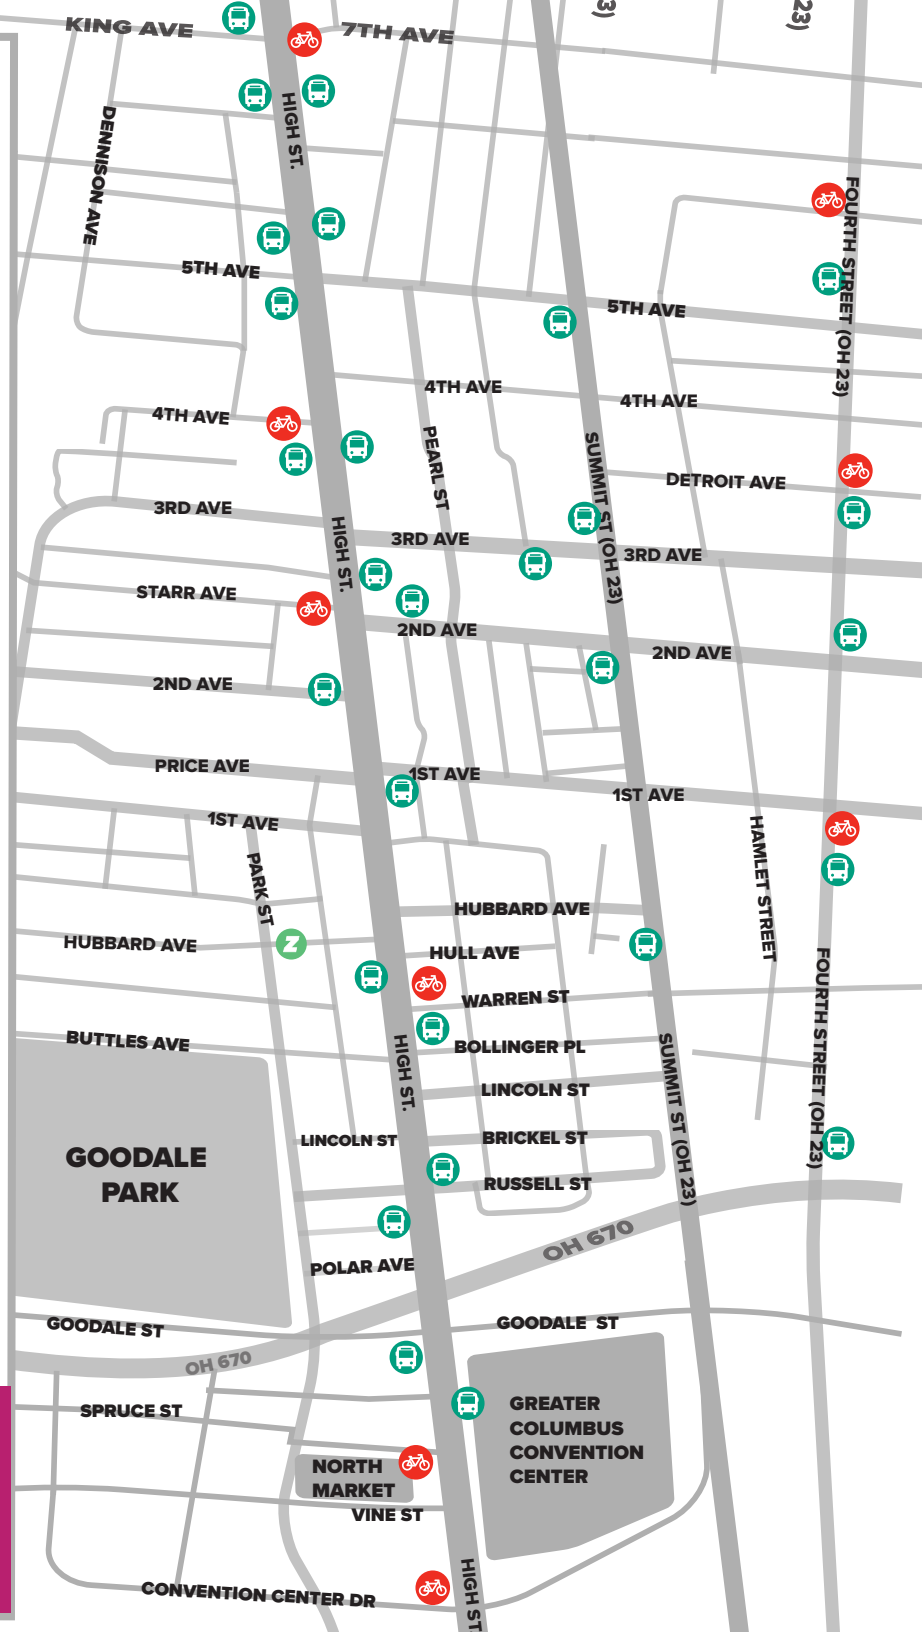 3)
23)
KING AVE
7TH AVE
HIGH ST.
DENNISON AVE
FOURTH STREET (OH 23)
5TH AVE
5TH AVE
4TH AVE
4TH AVE
4TH AVE
PEARL ST
SUMMIT ST (OH 23)
DETROIT AVE
3RD AVE
HIGH ST.
3RD AVE
3RD AVE
STARR AVE
2ND AVE
2ND AVE
2ND AVE
PRICE AVE
1ST AVE
1ST AVE
1ST AVE
PARK ST
HAMLET STREET
HUBBARD AVE
HUBBARD AVE
Z
HULL AVE
WARREN ST
FOURTH STREET (OH 23)
BUTTLES AVE
HIGH ST.
BOLLINGER PL
SUMMIT ST (OH 23)
LINCOLN ST
LINCOLN ST
BRICKEL ST
GOODALE
PARK
RUSSELL ST
OH 670
POLAR AVE
GOODALE ST
GOODALE ST
OH 670
SPRUCE ST
GREATER
COLUMBUS
CONVENTION
CENTER
NORTH
MARKET
VINE ST
HIGH ST.
CONVENTION CENTER DR